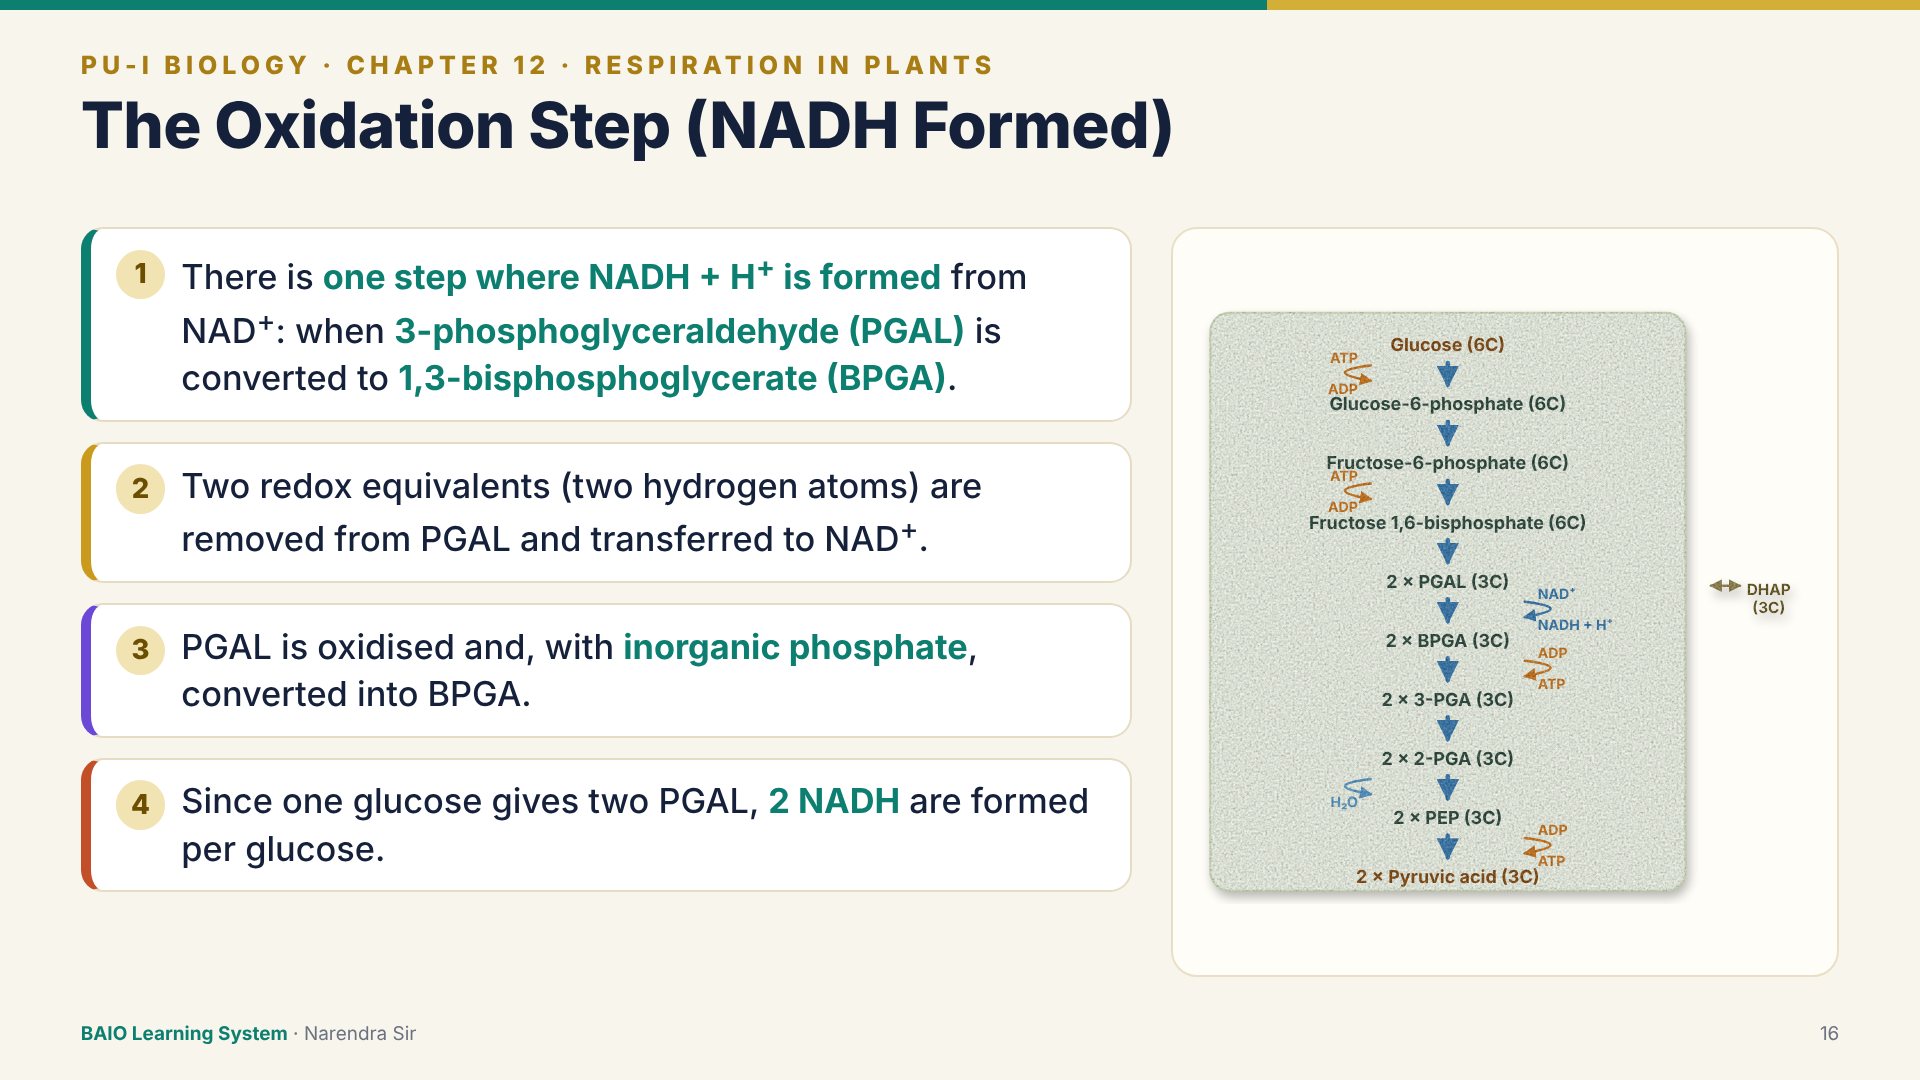 PU-I BIOLOGY · CHAPTER 12 · RESPIRATION IN PLANTS
The Oxidation Step (NADH Formed)
1
There is one step where NADH + H⁺ is formed from
NAD⁺: when 3-phosphoglyceraldehyde (PGAL) is
converted to 1,3-bisphosphoglycerate (BPGA).
2
Two redox equivalents (two hydrogen atoms) are
removed from PGAL and transferred to NAD⁺.
3
PGAL is oxidised and, with inorganic phosphate,
converted into BPGA.
4
Since one glucose gives two PGAL, 2 NADH are formed
per glucose.
Glucose (6C)
ATP
ADP
Glucose-6-phosphate (6C)
Fructose-6-phosphate (6C)
ATP
ADP
Fructose 1,6-bisphosphate (6C)
2 × PGAL (3C)
DHAP
(3C)
NAD⁺
NADH + H⁺
2 × BPGA (3C)
ADP
ATP
2 × 3-PGA (3C)
2 × 2-PGA (3C)
H₂O
2 × PEP (3C)
ADP
ATP
2 × Pyruvic acid (3C)
BAIO Learning System · Narendra Sir
16